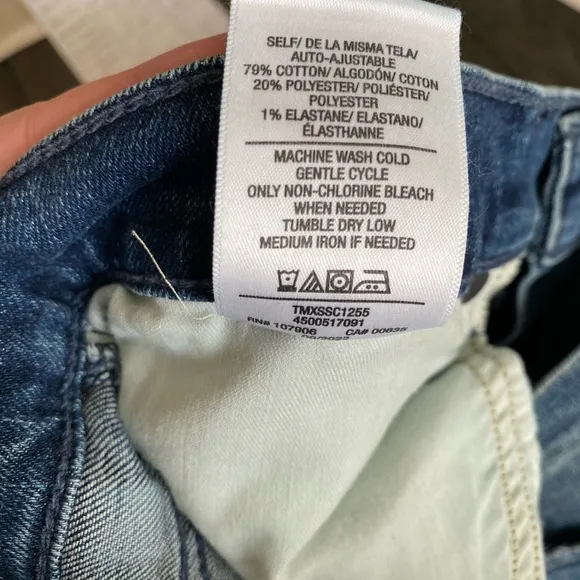 SELF/ DE LA MISMA TELA/
AUTO-AJUSTABLE
79% COTTON/ ALGODÓN/ COTON
20% POLYESTER/ POLIÉSTER/
POLYESTER
1% ELASTANE/ ELASTANO/
ÉLASTHANNE
MACHINE WASH COLD
GENTLE CYCLE
ONLY NON-CHLORINE BLEACH
WHEN NEEDED
TUMBLE DRY LOW
MEDIUM IRON IF NEEDED
TMXSSC1255
4500517091
RN# 107906 CA# 00635